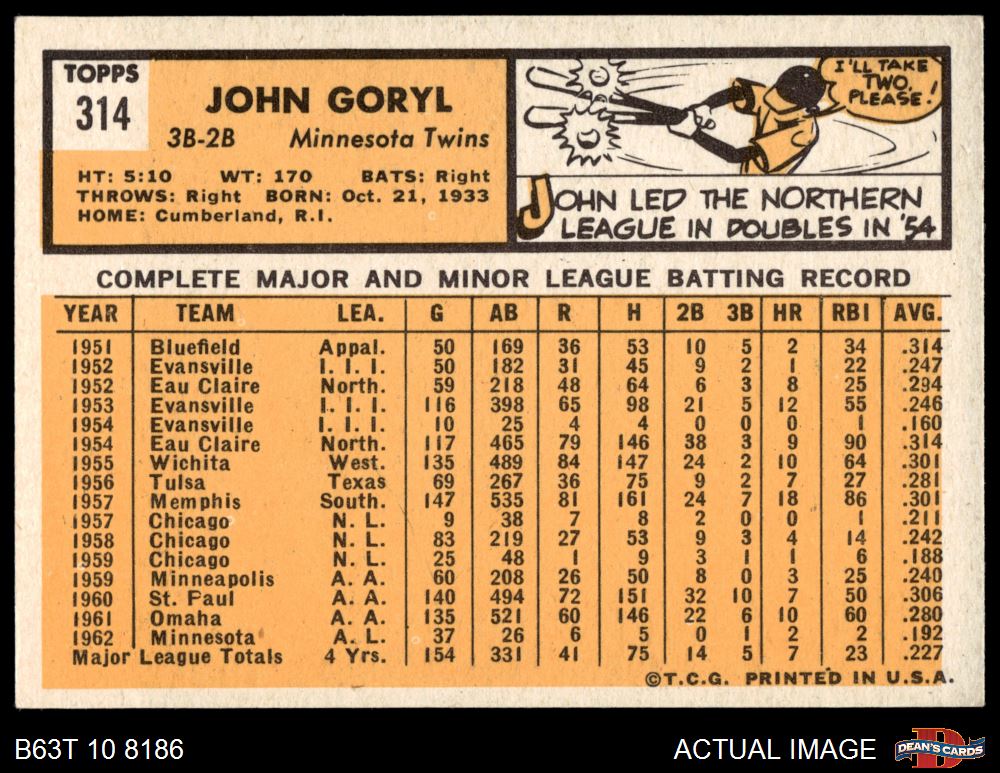 TOPPS
314
JOHN GORYL
3B-2B Minnesota Twins
HT: 5:10 WT: 170 BATS: Right
THROWS: Right BORN: Oct. 21, 1933
HOME: Cumberland, R.I.
I'LL TAKE
TWO,
PLEASE!
JOHN LED THE NORTHERN
LEAGUE IN DOUBLES IN '54
COMPLETE MAJOR AND MINOR LEAGUE BATTING RECORD
YEAR TEAM LEA. G AB R H 2B 3B HR RBI AVG.
1951 Bluefield Appal. 50 169 36 53 10 5 2 34 .314
1952 Evansville I. I. I. 50 182 31 45 9 2 1 22 .247
1952 Eau Claire North. 59 218 48 64 6 3 8 25 .294
1953 Evansville I. I. I. 116 398 65 98 21 5 12 55 .246
1954 Evansville I. I. I. 10 25 4 4 0 0 0 1 .160
1954 Eau Claire North. 117 465 79 146 38 3 9 90 .314
1955 Wichita West. 135 489 84 147 24 2 10 64 .301
1956 Tulsa Texas 69 267 36 75 9 2 7 27 .281
1957 Memphis South. 147 535 81 161 24 7 18 86 .301
1957 Chicago N. L. 9 38 7 8 2 0 0 1 .211
1958 Chicago N. L. 83 219 27 53 9 3 4 14 .242
1959 Chicago N. L. 25 48 1 9 3 1 1 6 .188
1959 Minneapolis A. A. 60 208 26 50 8 0 3 25 .240
1960 St. Paul A. A. 140 494 72 151 32 10 7 50 .306
1961 Omaha A. A. 135 521 60 146 22 6 10 60 .280
1962 Minnesota A. L. 37 26 6 5 0 1 2 2 .192
Major League Totals 4 Yrs. 154 331 41 75 14 5 7 23 .227
©T.C.G. PRINTED IN U.S.A.
B63T 10 8186 ACTUAL IMAGE D DEAN'S CARDS